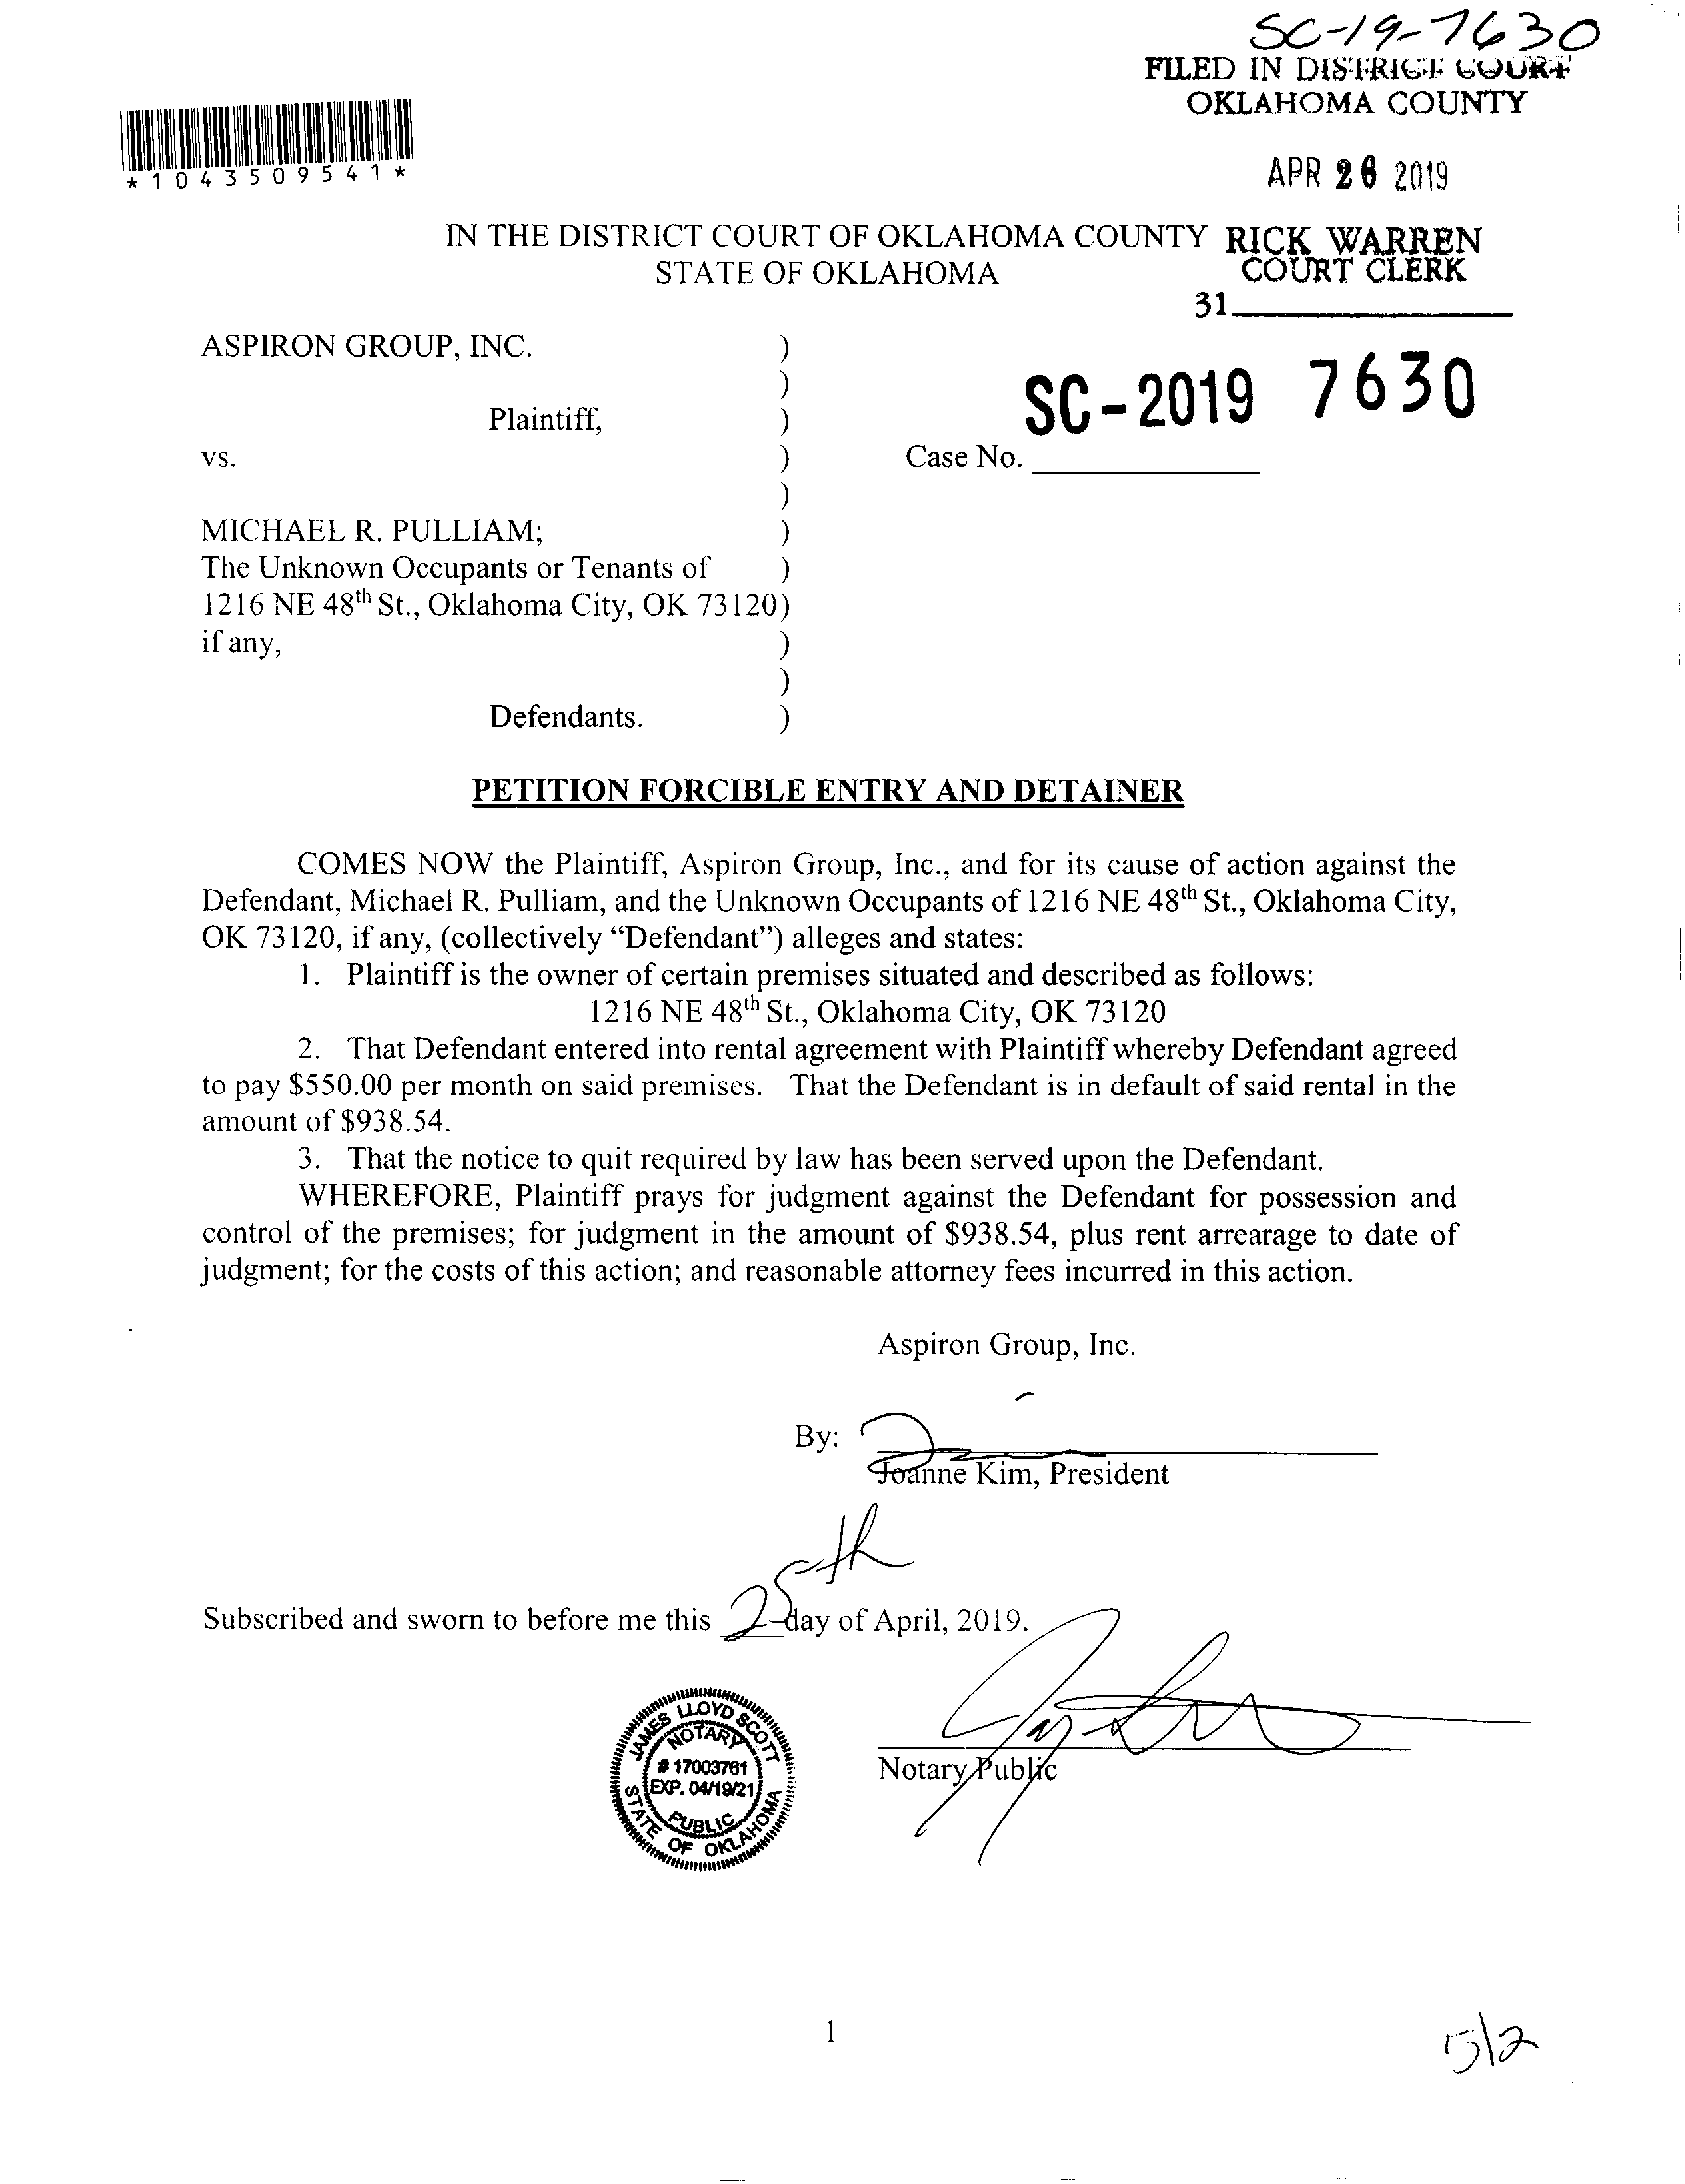 SC-19-7630
FILED IN DISTRICT COURT
OKLAHOMA COUNTY
*1043509541*
APR 26 2019
IN THE DISTRICT COURT OF OKLAHOMA COUNTY RICK WARREN
STATE OF OKLAHOMA COURT CLERK
31
ASPIRON GROUP, INC. )
)
SC-2019 7630
Plaintiff, )
vs. ) Case No.
)
MICHAEL R. PULLIAM; )
The Unknown Occupants or Tenants of )
1216 NE 48th St., Oklahoma City, OK 73120)
if any, )
)
Defendants. )
PETITION FORCIBLE ENTRY AND DETAINER
COMES NOW the Plaintiff, Aspiron Group, Inc., and for its cause of action against the
Defendant, Michael R. Pulliam, and the Unknown Occupants of 1216 NE 48th St., Oklahoma City,
OK 73120, if any, (collectively “Defendant”) alleges and states:
1. Plaintiff is the owner of certain premises situated and described as follows:
1216 NE 48th St., Oklahoma City, OK 73120
2. That Defendant entered into rental agreement with Plaintiff whereby Defendant agreed
to pay $550.00 per month on said premises. That the Defendant is in default of said rental in the
amount of $938.54.
3. That the notice to quit required by law has been served upon the Defendant.
WHEREFORE, Plaintiff prays for judgment against the Defendant for possession and
control of the premises; for judgment in the amount of $938.54, plus rent arrearage to date of
judgment; for the costs of this action; and reasonable attorney fees incurred in this action.
Aspiron Group, Inc.
By:
Joanne Kim, President
Subscribed and sworn to before me this 25th day of April, 2019.
JAMES LLOYD SCOTT
NOTARY
# 17003761
EXP. 04/19/21
PUBLIC
STATE OF OKLAHOMA
Notary Public
1
5\2